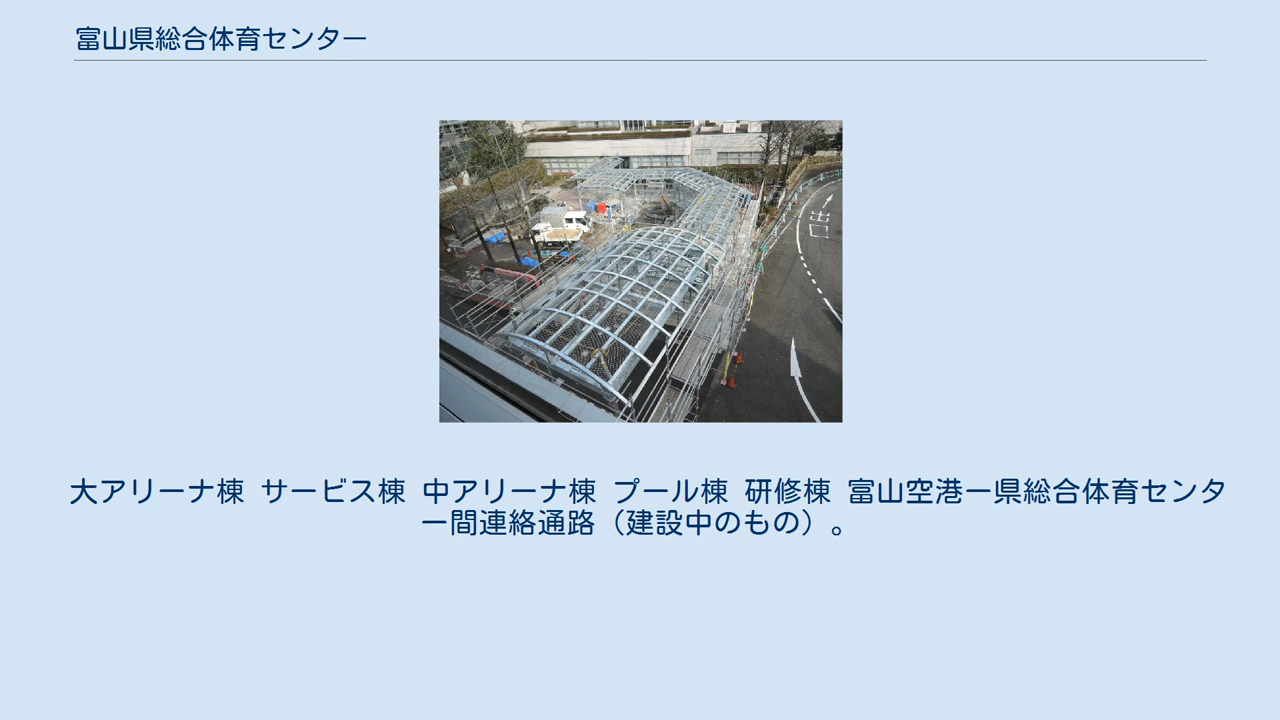 富山県総合体育センター
出口
大アリーナ棟 サービス棟 中アリーナ棟 プール棟 研修棟 富山空港ー県総合体育センタ
ー間連絡通路（建設中のもの）。